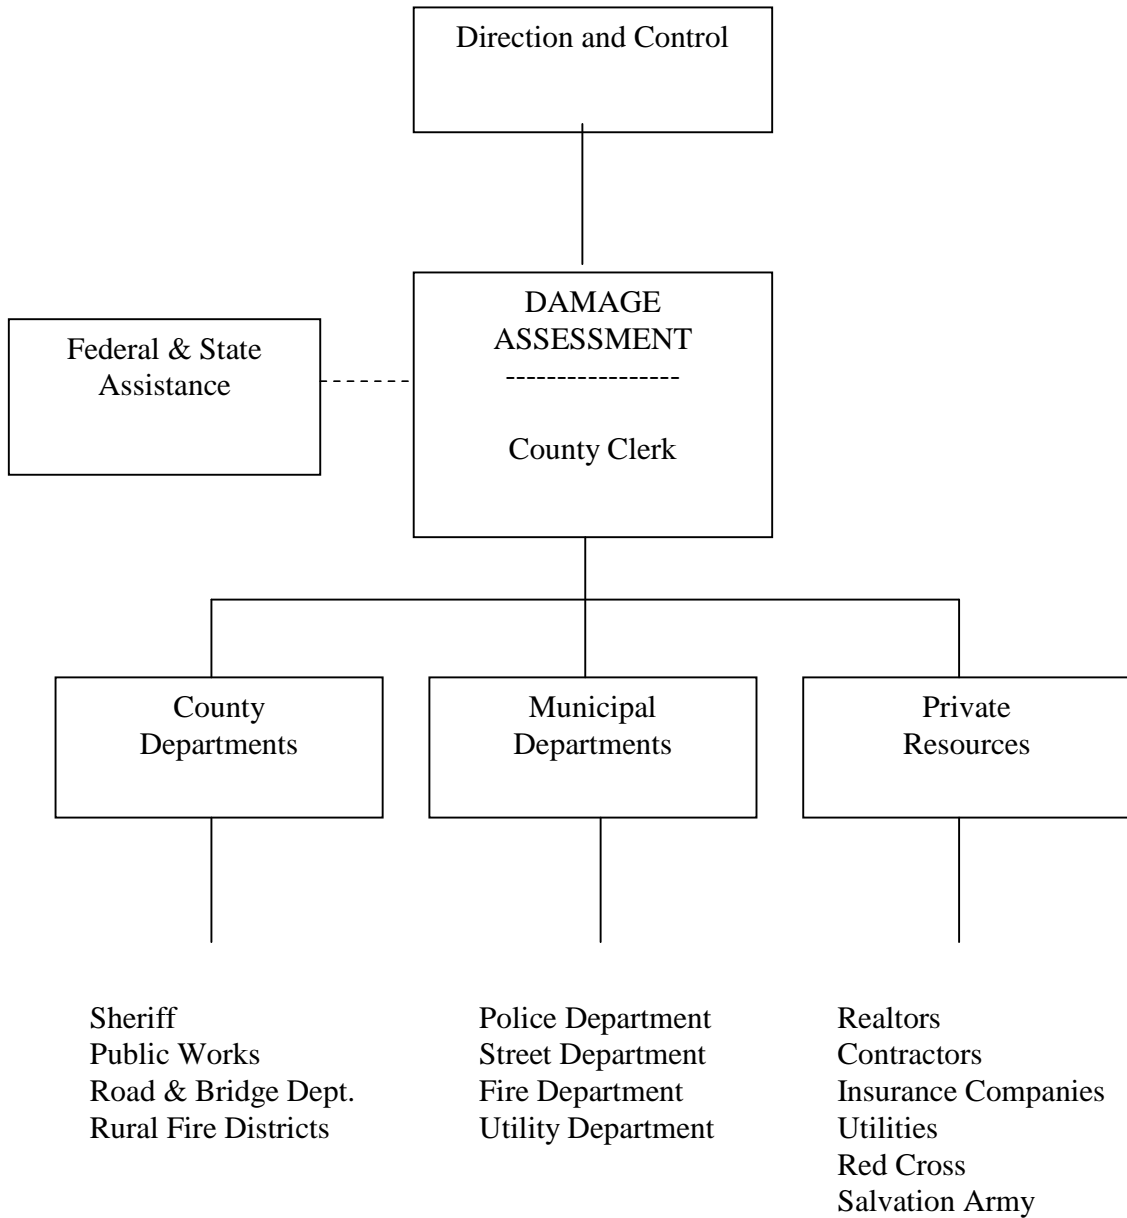 Direction and Control
DAMAGE
ASSESSMENT
-----------------
County Clerk
Federal & State
Assistance
County
Departments
Municipal
Departments
Private
Resources
Sheriff
Public Works
Road & Bridge Dept.
Rural Fire Districts
Police Department
Street Department
Fire Department
Utility Department
Realtors
Contractors
Insurance Companies
Utilities
Red Cross
Salvation Army